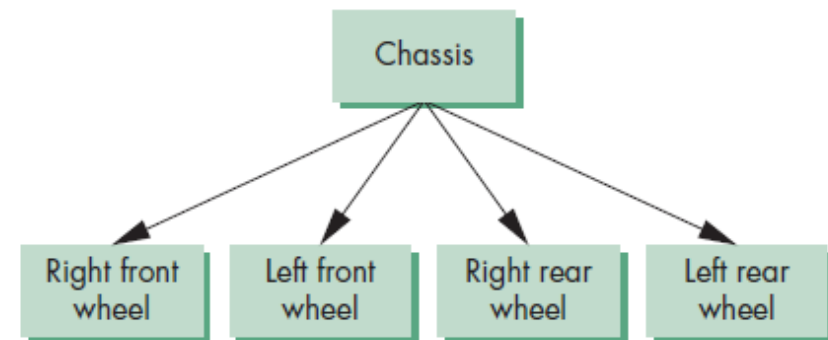 Chassis
Right front
wheel
Left front
wheel
Right rear
wheel
Left rear
wheel